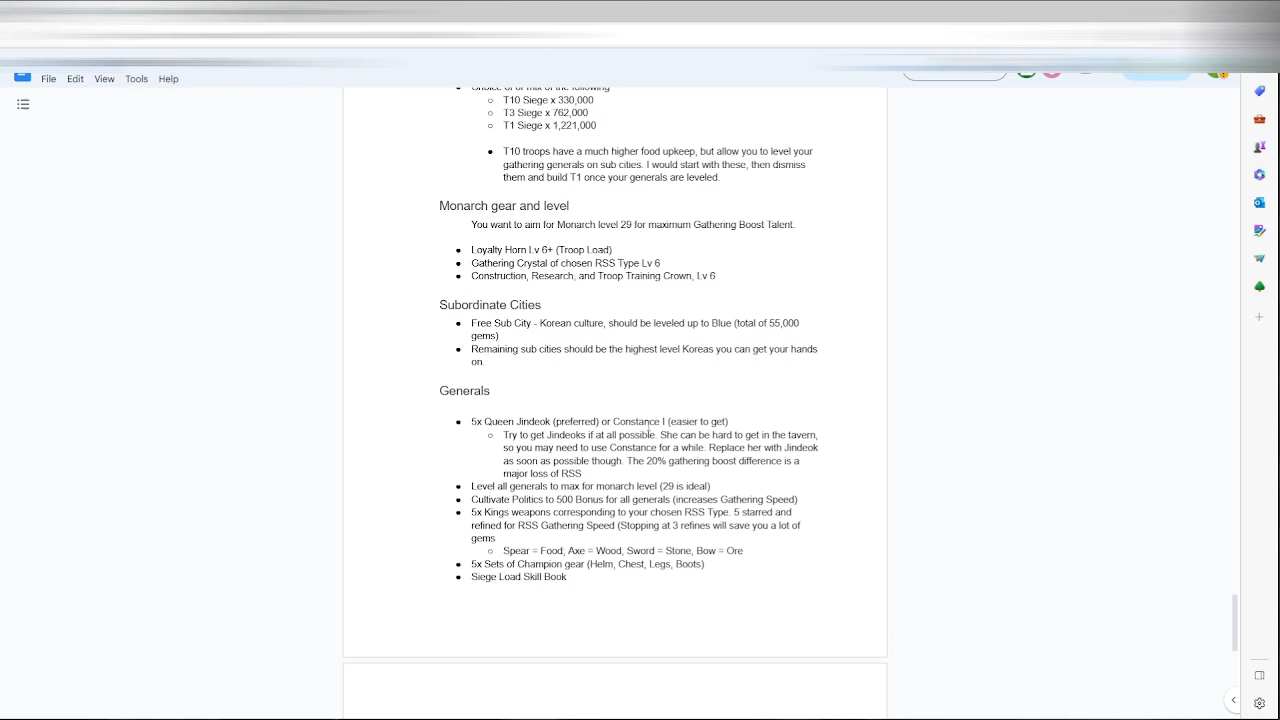 File Edit View Tools Help
Choice of or mix of the following
○ T10 Siege x 330,000
○ T3 Siege x 762,000
○ T1 Siege x 1,221,000
● T10 troops have a much higher food upkeep, but allow you to level your
gathering generals on sub cities. I would start with these, then dismiss
them and build T1 once your generals are leveled.
Monarch gear and level
You want to aim for Monarch level 29 for maximum Gathering Boost Talent.
● Loyalty Horn Lv 6+ (Troop Load)
● Gathering Crystal of chosen RSS Type Lv 6
● Construction, Research, and Troop Training Crown, Lv 6
Subordinate Cities
● Free Sub City - Korean culture, should be leveled up to Blue (total of 55,000
gems)
● Remaining sub cities should be the highest level Koreas you can get your hands
on.
Generals
● 5x Queen Jindeok (preferred) or Constance I (easier to get)
○ Try to get Jindeoks if at all possible. She can be hard to get in the tavern,
so you may need to use Constance for a while. Replace her with Jindeok
as soon as possible though. The 20% gathering boost difference is a
major loss of RSS
● Level all generals to max for monarch level (29 is ideal)
● Cultivate Politics to 500 Bonus for all generals (increases Gathering Speed)
● 5x Kings weapons corresponding to your chosen RSS Type. 5 starred and
refined for RSS Gathering Speed (Stopping at 3 refines will save you a lot of
gems
○ Spear = Food, Axe = Wood, Sword = Stone, Bow = Ore
● 5x Sets of Champion gear (Helm, Chest, Legs, Boots)
● Siege Load Skill Book